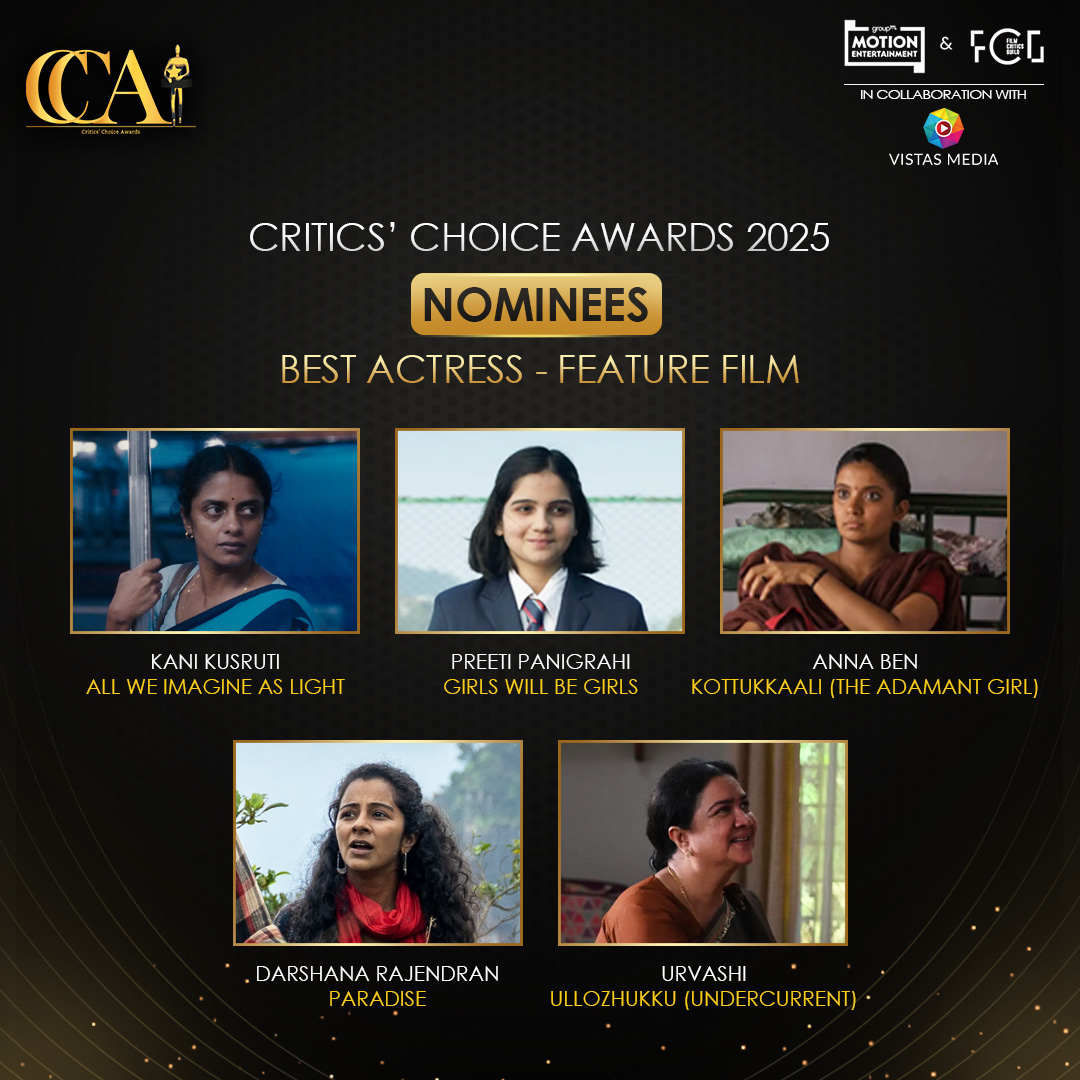 CCA
Critics' Choice Awards
groupm
MOTION
ENTERTAINMENT
&
FCG
FILM
CRITICS
GUILD
IN COLLABORATION WITH
VISTAS MEDIA
CRITICS' CHOICE AWARDS 2025
NOMINEES
BEST ACTRESS - FEATURE FILM
KANI KUSRUTI
ALL WE IMAGINE AS LIGHT
PREETI PANIGRAHI
GIRLS WILL BE GIRLS
ANNA BEN
KOTTUKKAALI (THE ADAMANT GIRL)
DARSHANA RAJENDRAN
PARADISE
URVASHI
ULLOZHUKKU (UNDERCURRENT)